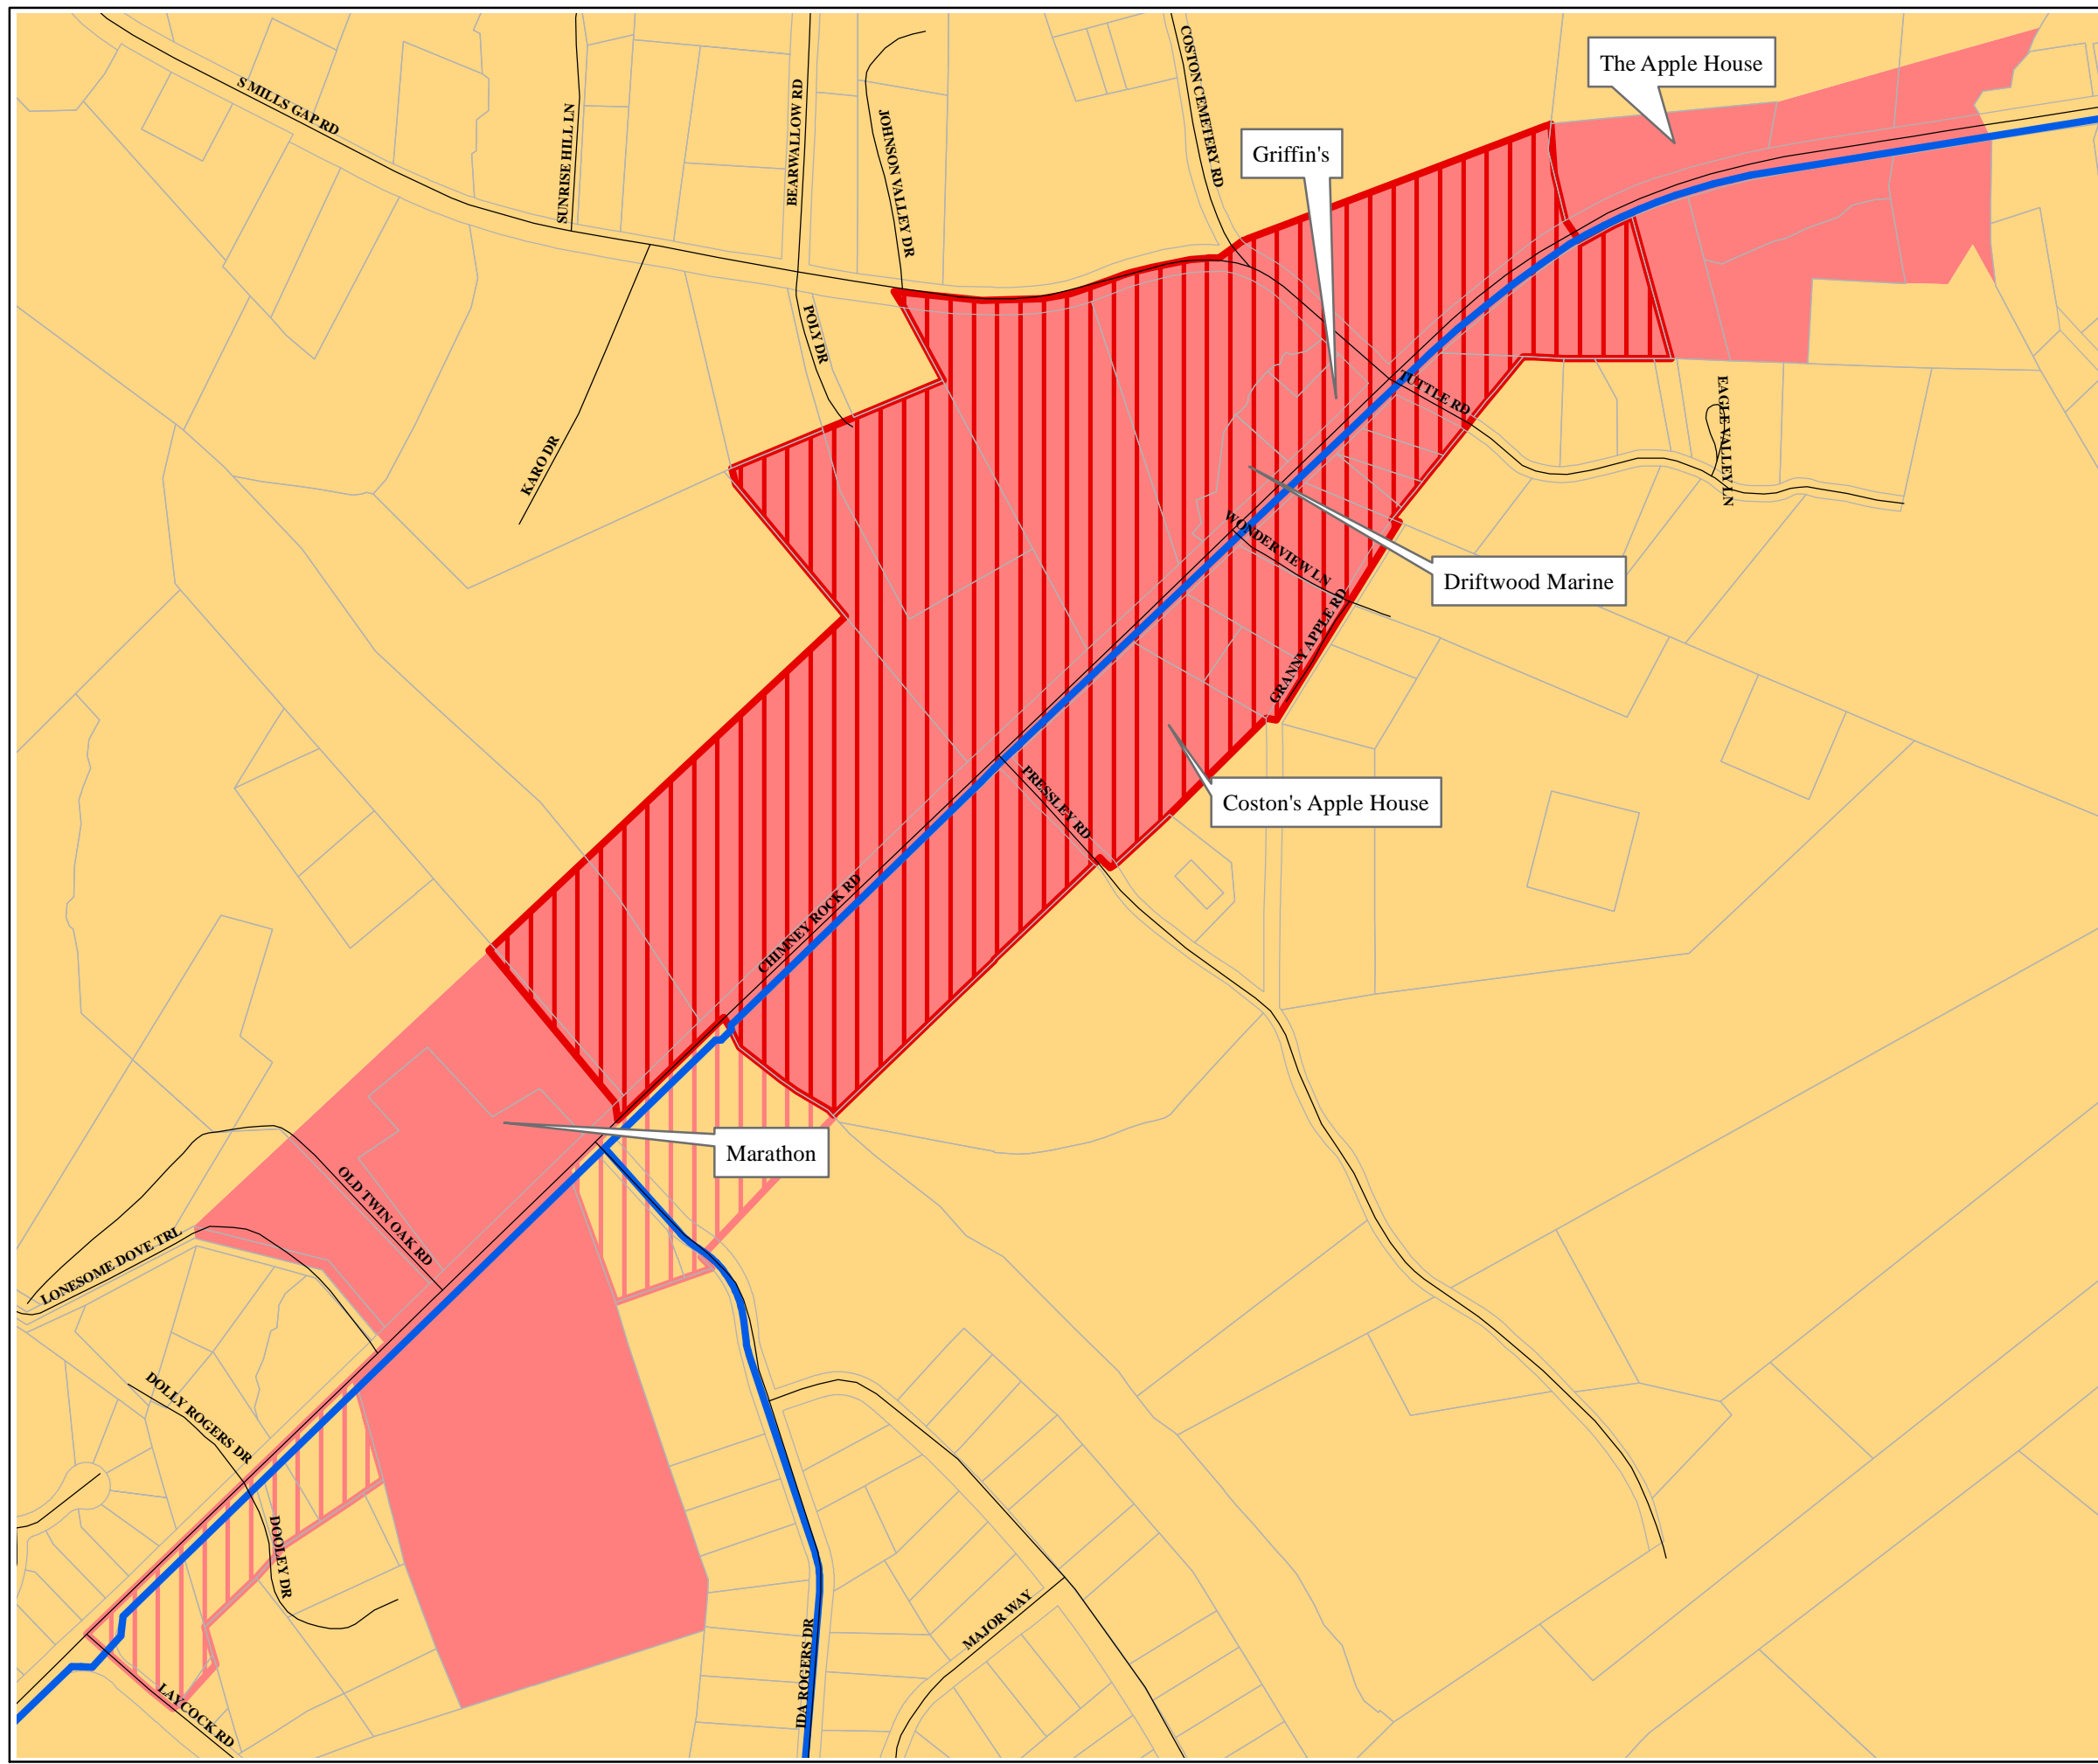 The Apple House
COSTON CEMETERY RD
S MILLS GAP RD
SUNRISE HILL LN
BEARWALLOW RD
JOHNSON VALLEY DR
Griffin's
POLY DR
TUTTLE RD
EAGLE VALLEY LN
KARO DR
WONDERVIEW LN
Driftwood Marine
GRANNY APPLE RD
PRESSLEY RD
Coston's Apple House
CHIMNEY ROCK RD
Marathon
OLD TWIN OAK RD
LONESOME DOVE TRL
DOLLY ROGERS DR
DOOLEY DR
MAJOR WAY
IDA ROGERS DR
LAYCOCK RD